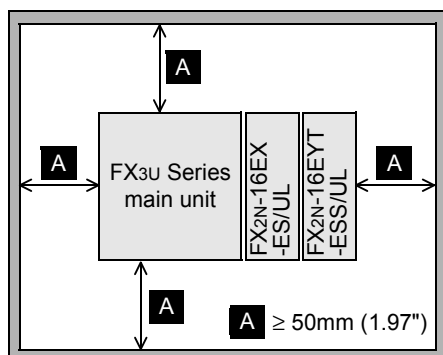 A
A
FX3U Series
main unit
FX2N-16EX
-ES/UL
FX2N-16EYT
-ESS/UL
A
A
A ≥ 50mm (1.97")